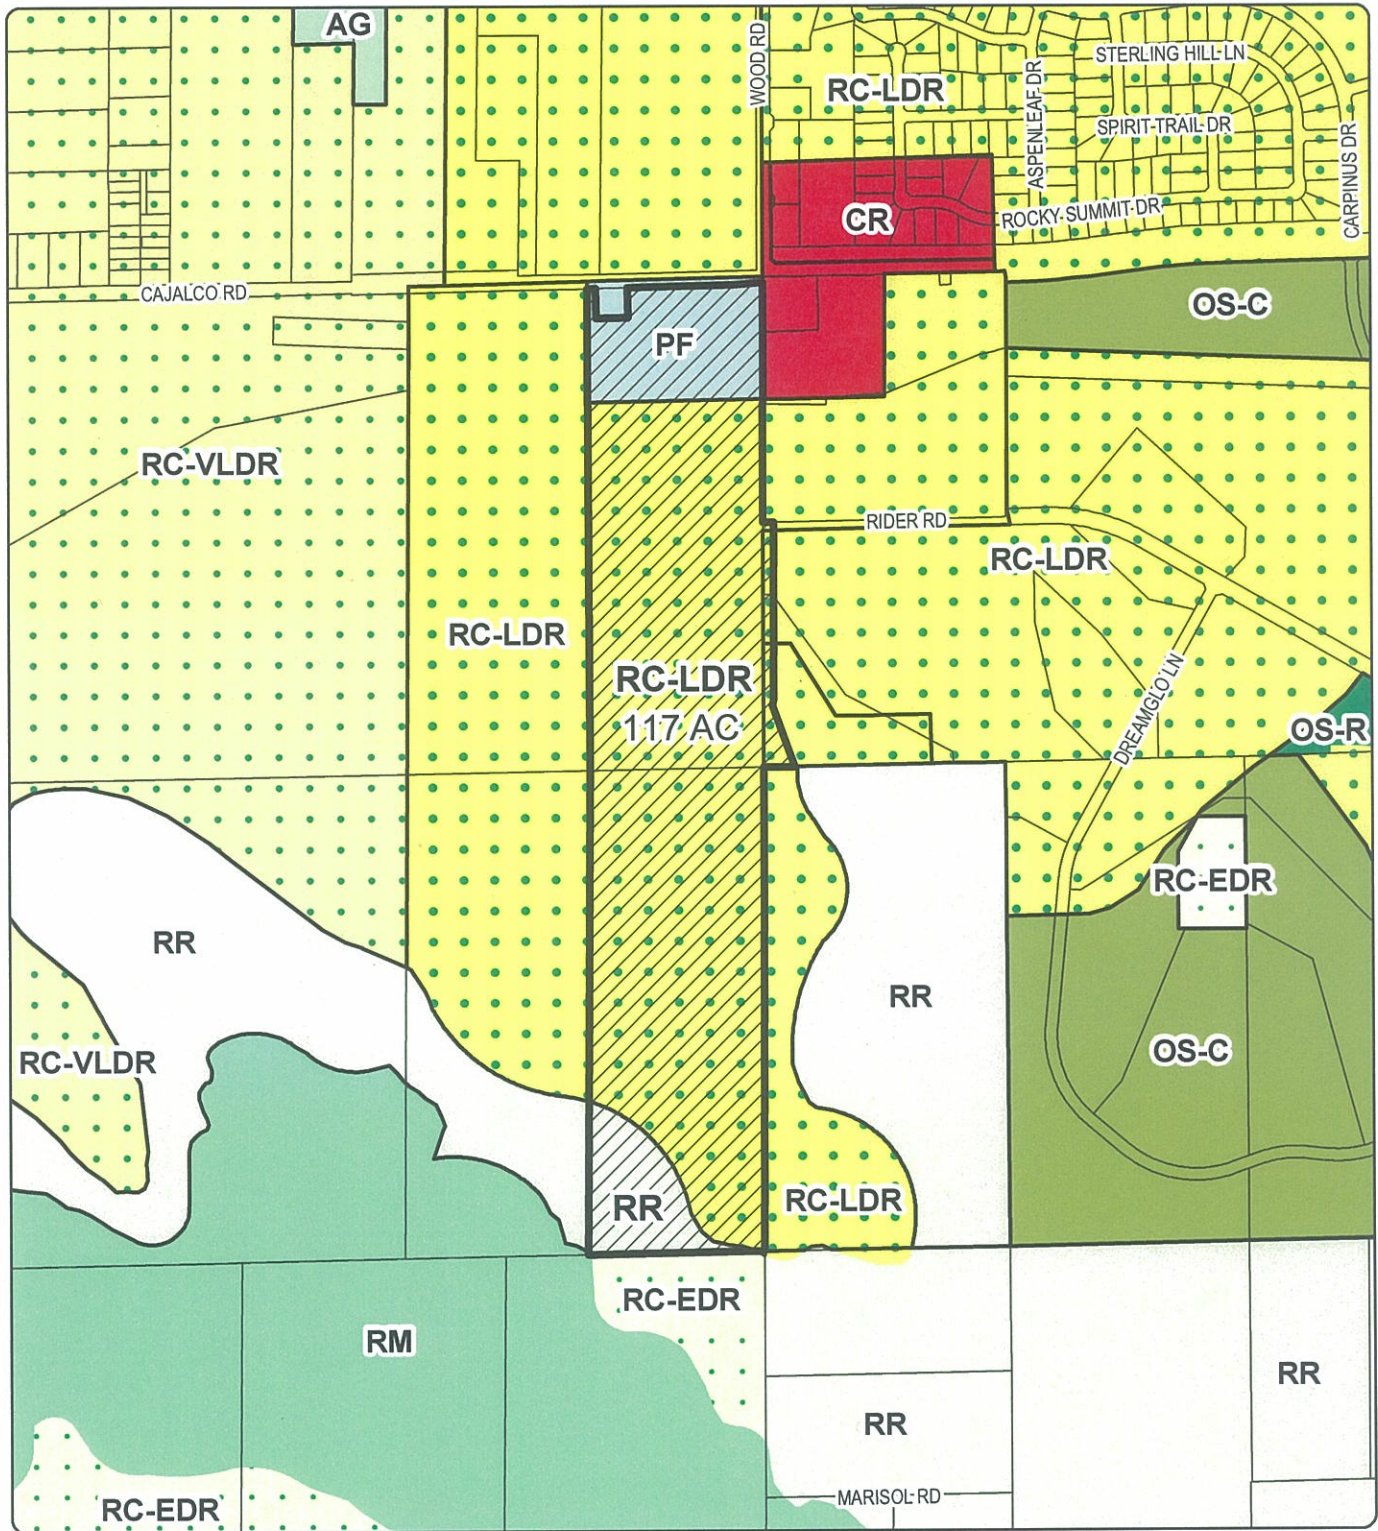 AG
WOOD RD
STERLING HILL LN
RC-LDR
ASPENLEAF DR
SPIRIT TRAIL DR
CARPINUS DR
CR
ROCKY SUMMIT DR
CAJALCO RD
OS-C
PF
RC-VLDR
RIDER RD
RC-LDR
RC-LDR
RC-LDR
117 AC
DREAMGLO LN
OS-R
RC-EDR
RR
RR
OS-C
RC-VLDR
RR
RC-LDR
RC-EDR
RM
RR
RR
MARISOL RD
RC-EDR